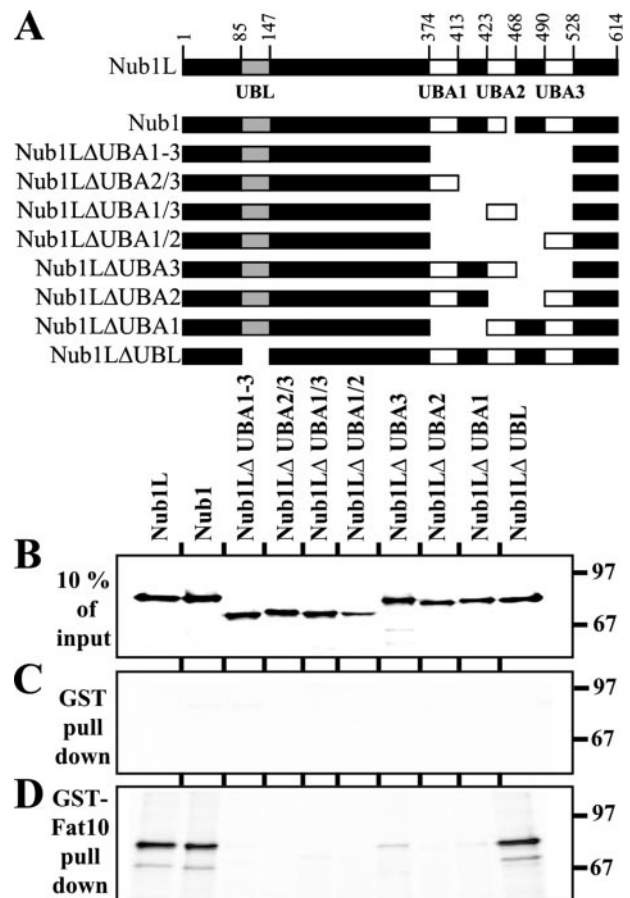 A
1 85 147 374 413 423 468 490 528 614
Nub1L
UBL UBA1 UBA2 UBA3
Nub1
Nub1LΔUBA1-3
Nub1LΔUBA2/3
Nub1LΔUBA1/3
Nub1LΔUBA1/2
Nub1LΔUBA3
Nub1LΔUBA2
Nub1LΔUBA1
Nub1LΔUBL
Nub1L
Nub1
Nub1LΔ UBA1-3
Nub1LΔ UBA2/3
Nub1LΔ UBA1/3
Nub1LΔ UBA1/2
Nub1LΔ UBA3
Nub1LΔ UBA2
Nub1LΔ UBA1
Nub1LΔ UBL
B
10 %
of
input
97
67
C
GST
pull
down
97
67
D
GST-
Fat10
pull
down
97
67